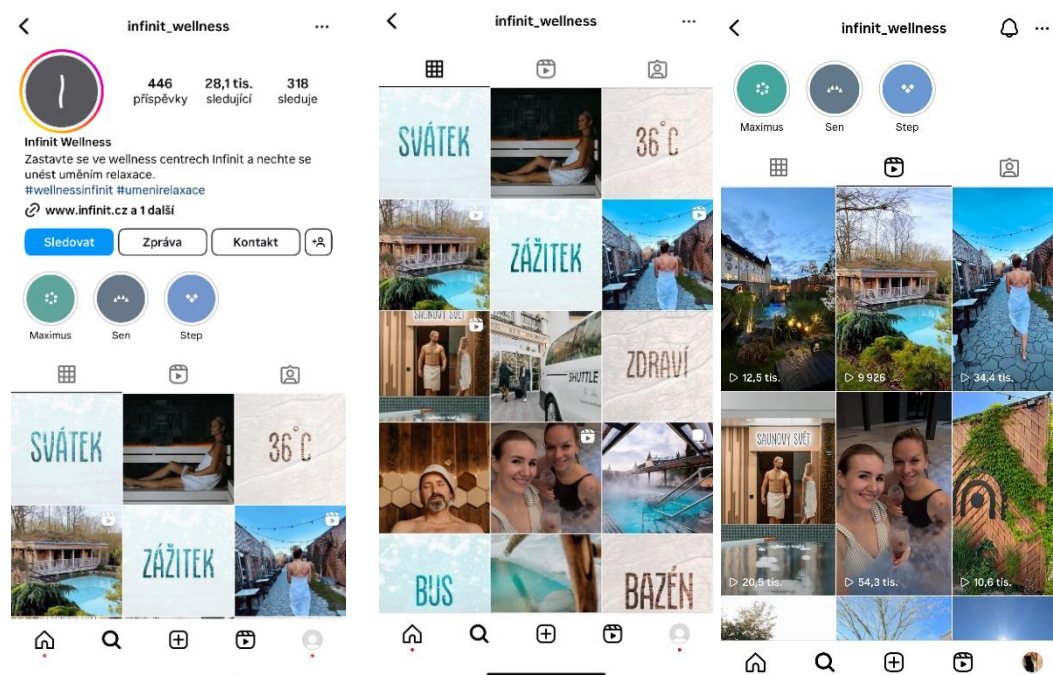 infinit_wellness
446
28,1 tis.
318
příspěvky
sledující
sleduje
Infinit Wellness
Zastavte se ve wellness centrech Infinit a nechte se
unést uměním relaxace.
#wellnessinfinit #umenirelaxace
www.infinit.cz a 1 další
Sledovat
Zpráva
Kontakt
Maximus
Sen
Step
SVÁTEK
36°C
ZÁŽITEK
infinit_wellness
SVÁTEK
36°C
ZÁŽITEK
SAUNOVÝ SVĚT
SHUTTLE
ZDRAVÍ
BUS
BAZÉN
infinit_wellness
Maximus
Sen
Step
12,5 tis.
9 926
34,4 tis.
SAUNOVÝ SVĚT
20,5 tis.
54,3 tis.
10,6 tis.